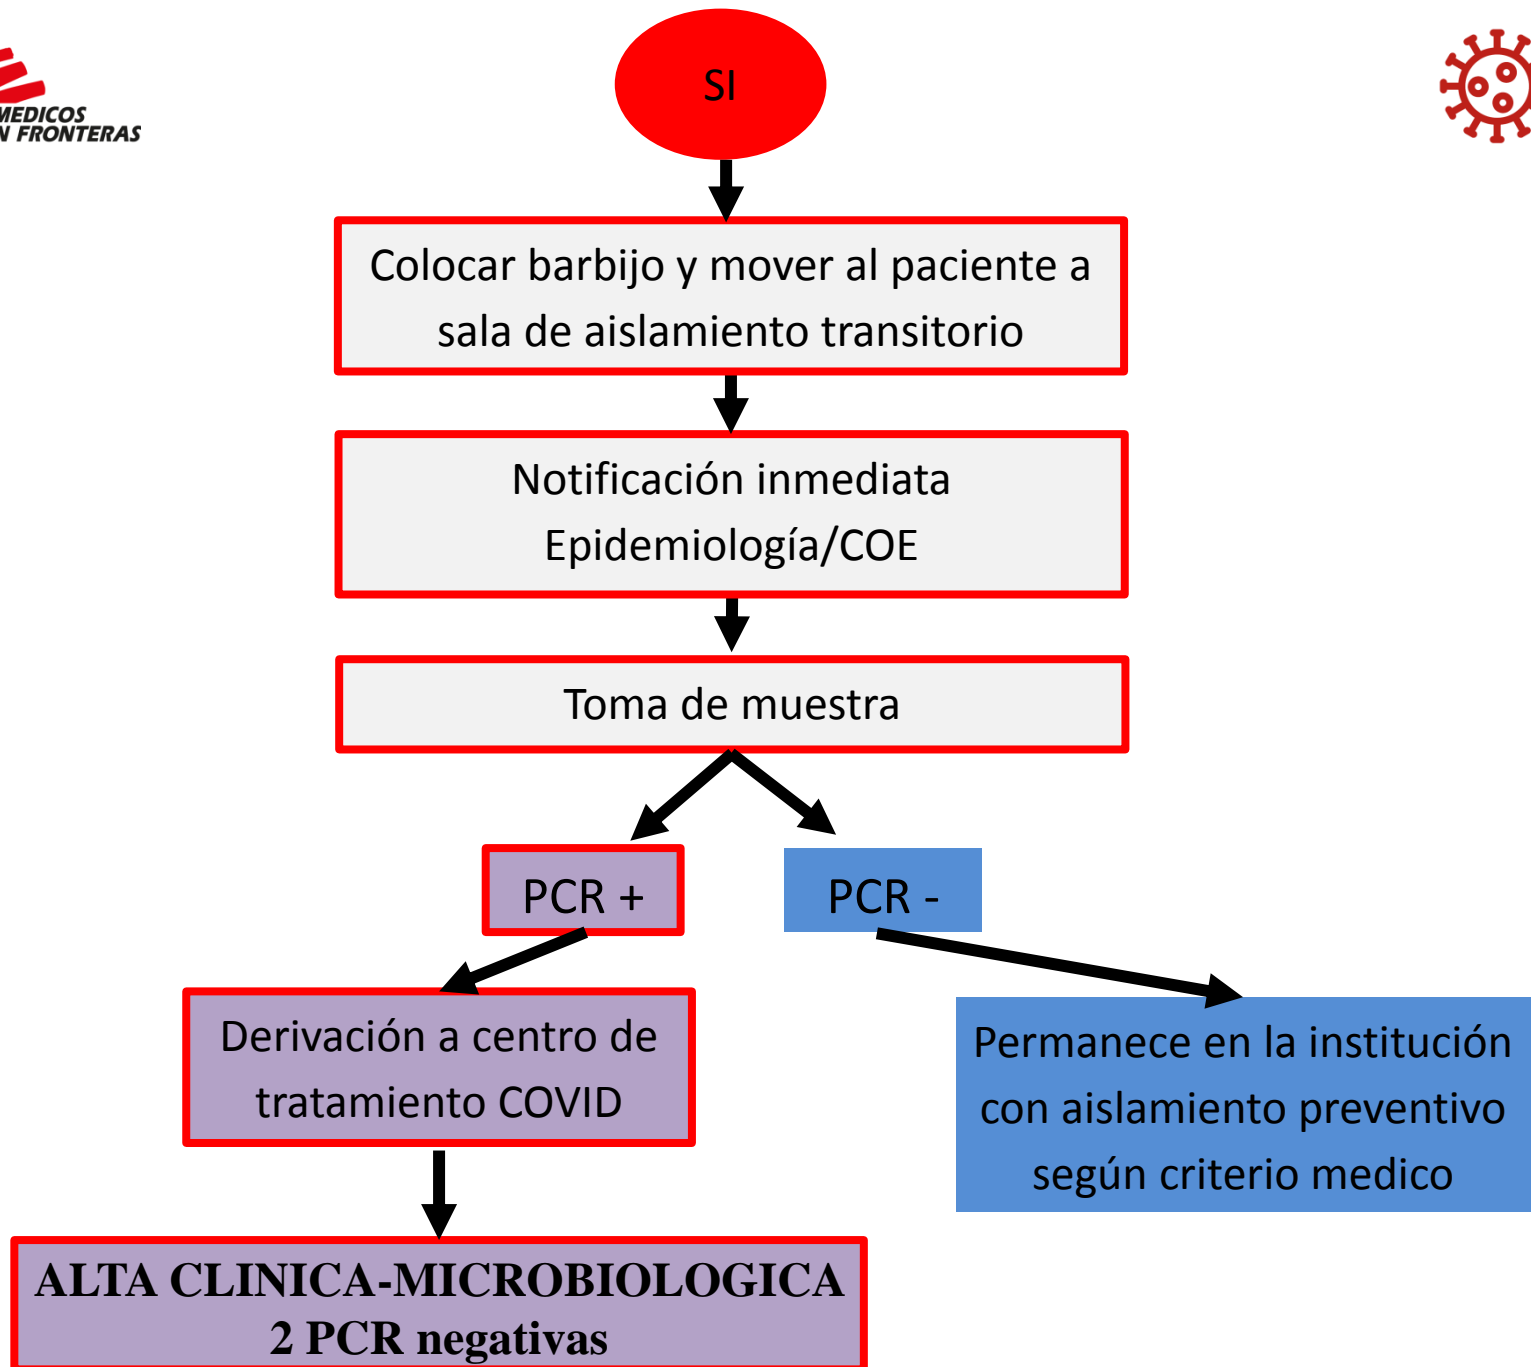 MEDICOS
N FRONTERAS
SI
Colocar barbijo y mover al paciente a
sala de aislamiento transitorio
Notificación inmediata
Epidemiología/COE
Toma de muestra
PCR +
PCR -
Derivación a centro de
tratamiento COVID
Permanece en la institución
con aislamiento preventivo
según criterio medico
ALTA CLINICA-MICROBIOLOGICA
2 PCR negativas